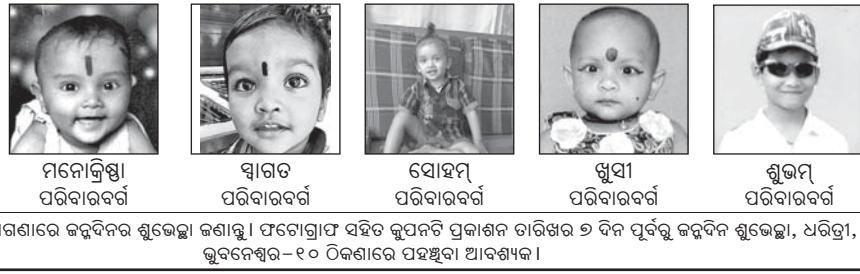 ମନୋକ୍ରିଷ୍ଣା
ପରିବାରବର୍ଗ
ସ୍ୱାଗତ
ପରିବାରବର୍ଗ
ସୋହମ୍
ପରିବାରବର୍ଗ
ଖୁସୀ
ପରିବାରବର୍ଗ
ଶୁଭମ୍
ପରିବାରବର୍ଗ
ଜନ୍ମଦିନର ଶୁଭେଚ୍ଛା ଜଣାନ୍ତୁ। ଫଟୋଗ୍ରାଫ ସହିତ କୁପନଟି ପ୍ରକାଶନ ତାରିଖର ୭ ଦିନ ପୂର୍ବରୁ ଜନ୍ମଦିନ ଶୁଭେଚ୍ଛା, ଧରିତ୍ରୀ,
ଭୁବନେଶ୍ୱର–୧୦ ଠିକଣାରେ ପହଞ୍ଚିବା ଆବଶ୍ୟକ।